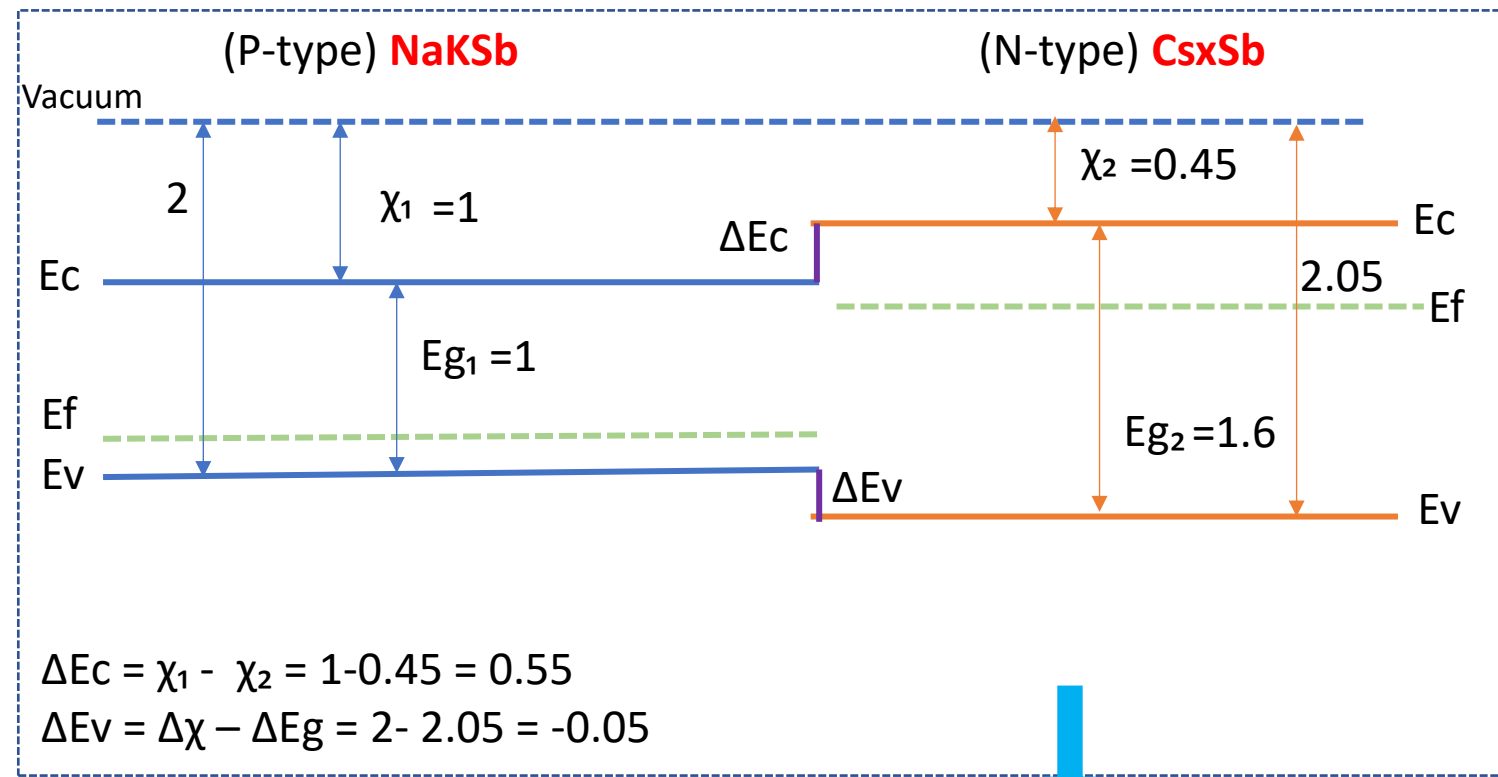 (P-type) NaKSb
(N-type) CsxSb
Vacuum
2
χ₁ =1
χ₂ =0.45
ΔEc
Ec
Ec
2.05
Ef
Eg₁ =1
Ef
Eg₂ =1.6
Ev
ΔEv
Ev
ΔEc = χ₁ - χ₂ = 1-0.45 = 0.55
ΔEv = Δχ – ΔEg = 2- 2.05 = -0.05